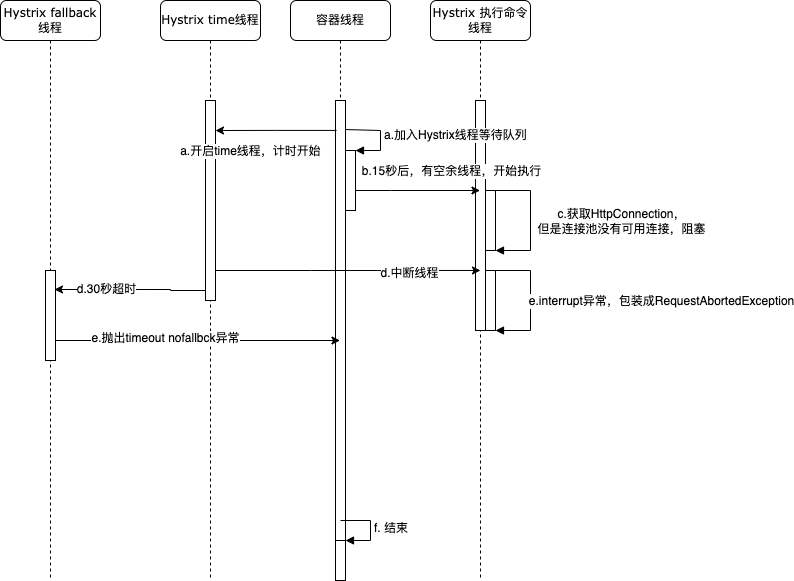 Hystrix fallback
线程
Hystrix time线程
容器线程
Hystrix 执行命令
线程
a.加入Hystrix线程等待队列
a.开启time线程，计时开始
b.15秒后，有空余线程，开始执行
c.获取HttpConnection，
但是连接池没有可用连接，阻塞
d.中断线程
d.30秒超时
e.interrupt异常，包装成RequestAbortedException
e.抛出timeout nofallbck异常
f. 结束